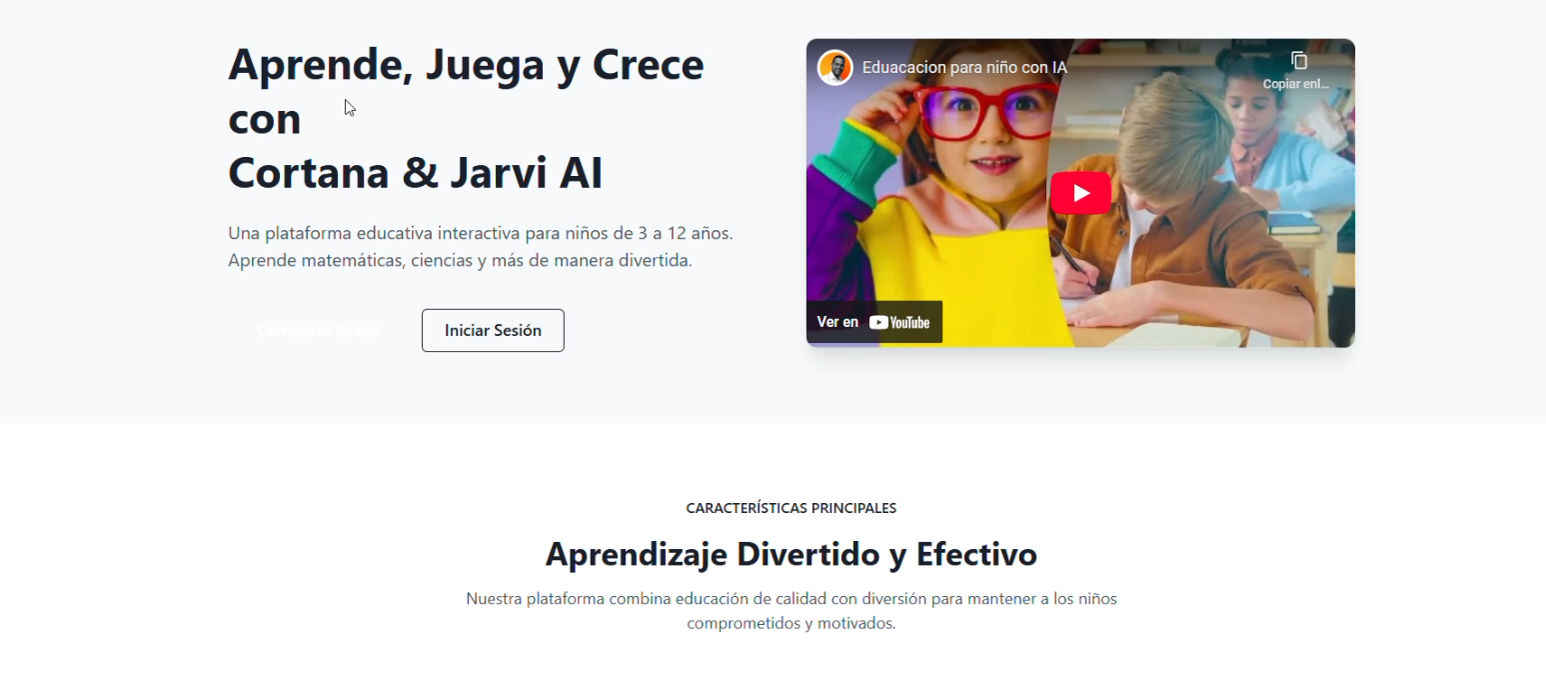 Aprende, Juega y Crece
con
Cortana & Jarvi AI
Una plataforma educativa interactiva para niños de 3 a 12 años.
Aprende matemáticas, ciencias y más de manera divertida.
Comenzar Gratis
Iniciar Sesión
Eduacacion para niño con IA
Copiar enl...
Ver en YouTube
CARACTERÍSTICAS PRINCIPALES
Aprendizaje Divertido y Efectivo
Nuestra plataforma combina educación de calidad con diversión para mantener a los niños
comprometidos y motivados.